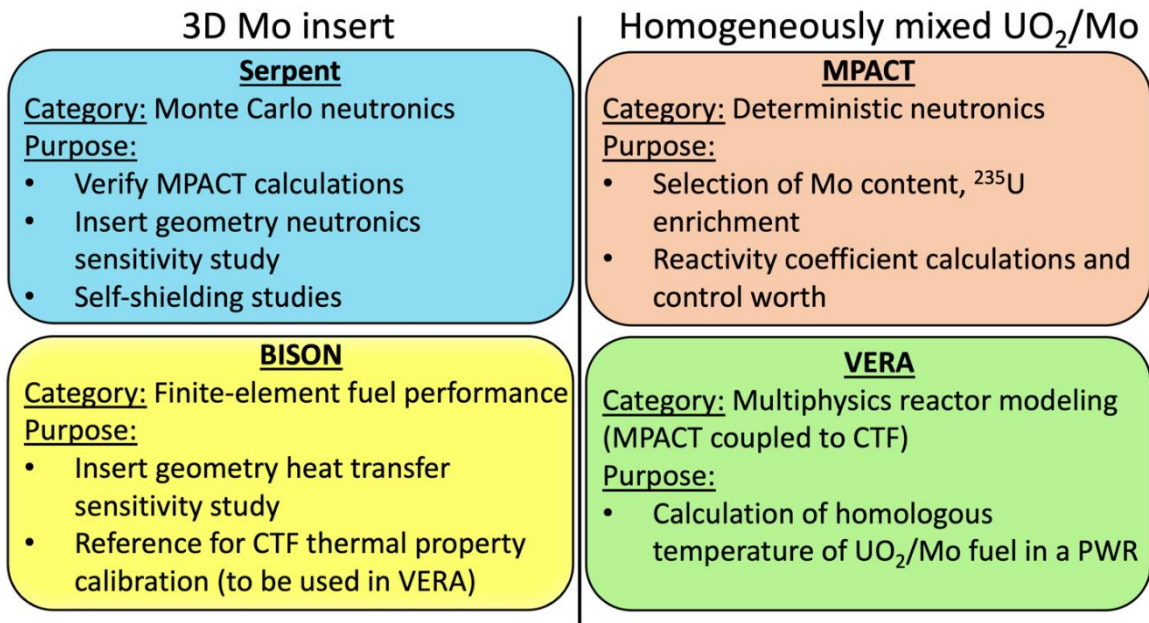 3D Mo insert
Serpent
Category: Monte Carlo neutronics
Purpose:
• Verify MPACT calculations
• Insert geometry neutronics
sensitivity study
• Self-shielding studies
BISON
Category: Finite-element fuel performance
Purpose:
• Insert geometry heat transfer
sensitivity study
• Reference for CTF thermal property
calibration (to be used in VERA)
Homogeneously mixed UO₂/Mo
MPACT
Category: Deterministic neutronics
Purpose:
• Selection of Mo content, ²³⁵U
enrichment
• Reactivity coefficient calculations and
control worth
VERA
Category: Multiphysics reactor modeling
(MPACT coupled to CTF)
Purpose:
• Calculation of homologous
temperature of UO₂/Mo fuel in a PWR